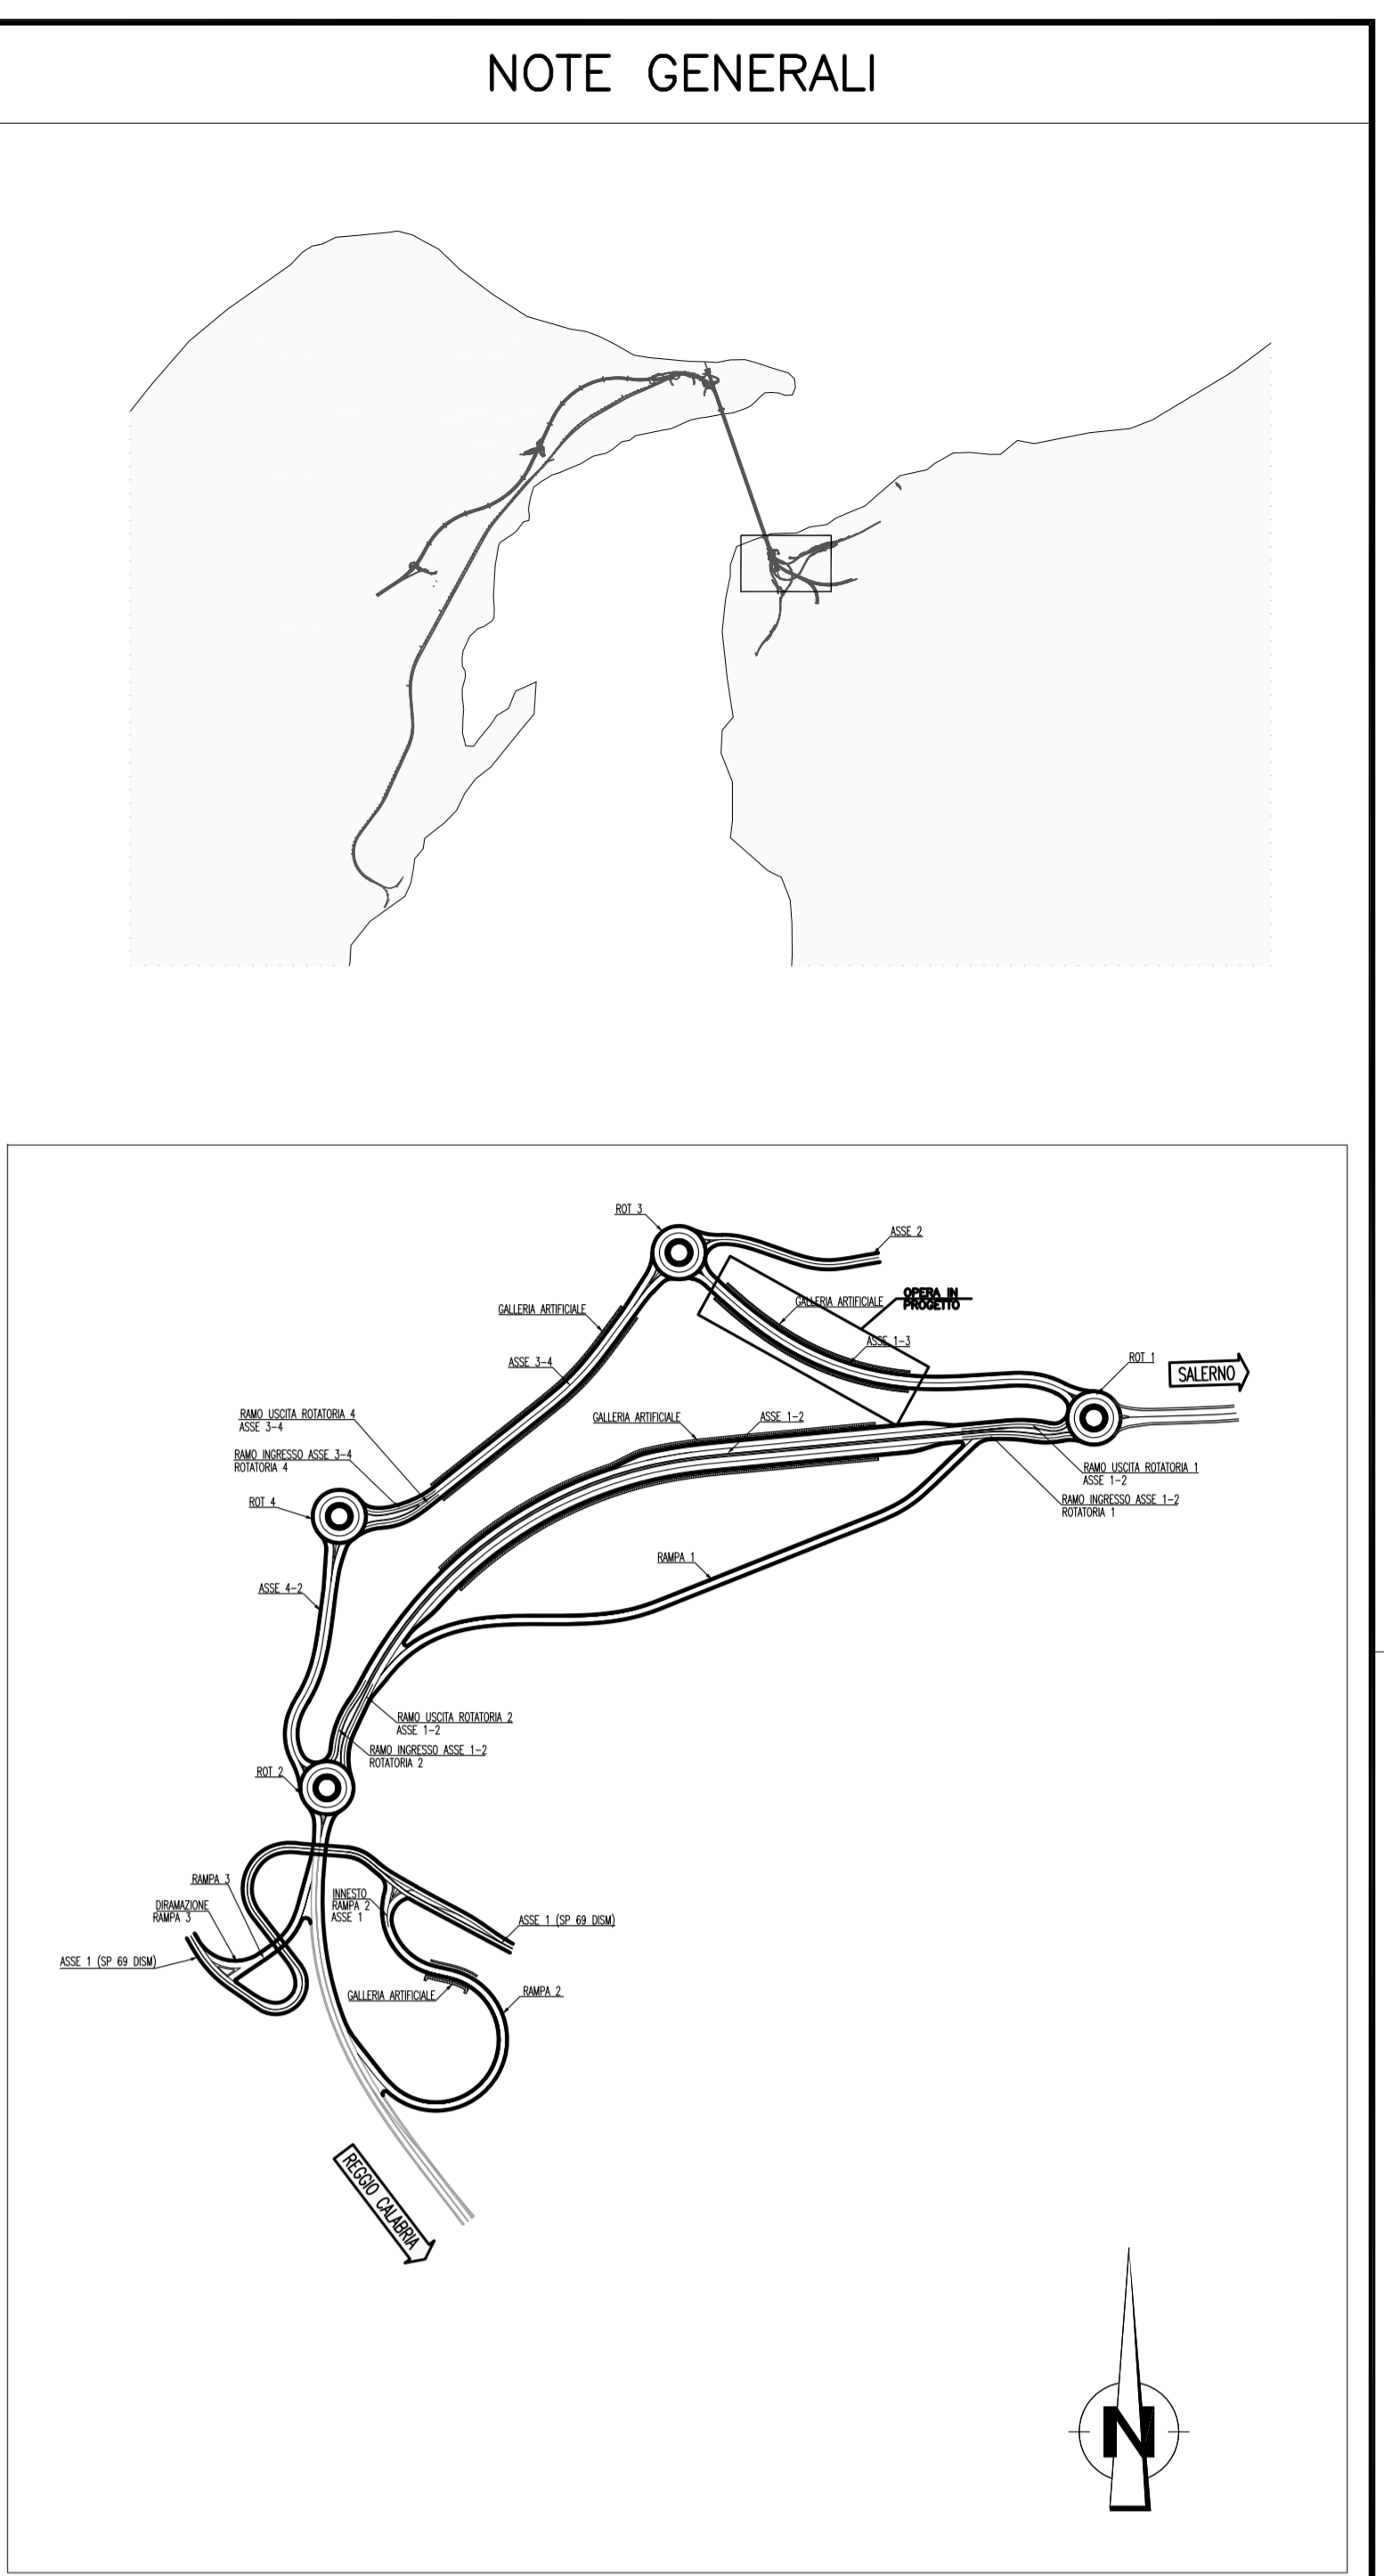 NOTE GENERALI
ROT 3
ASSE 2
OPERA IN
PROGETTO
GALLERIA ARTIFICIALE
GALLERIA ARTIFICIALE
ASSE 1-3
ROT 1
SALERNO
ASSE 3-4
RAMO USCITA ROTATORIA 4
ASSE 3-4
GALLERIA ARTIFICIALE
ASSE 1-2
RAMO INGRESSO ASSE 3-4
ROTATORIA 4
RAMO USCITA ROTATORIA 1
ASSE 1-2
ROT 4
RAMO INGRESSO ASSE 1-2
ROTATORIA 1
RAMPA 1
ASSE 4-2
RAMO USCITA ROTATORIA 2
ASSE 1-2
RAMO INGRESSO ASSE 1-2
ROTATORIA 2
ROT 2
RAMPA 3
INNESTO
RAMPA 2
ASSE 1
DIRAMAZIONE
RAMPA 3
ASSE 1 (SP 69 DISM)
ASSE 1 (SP 69 DISM)
GALLERIA ARTIFICIALE
RAMPA 2
REGGIO CALABRIA
N